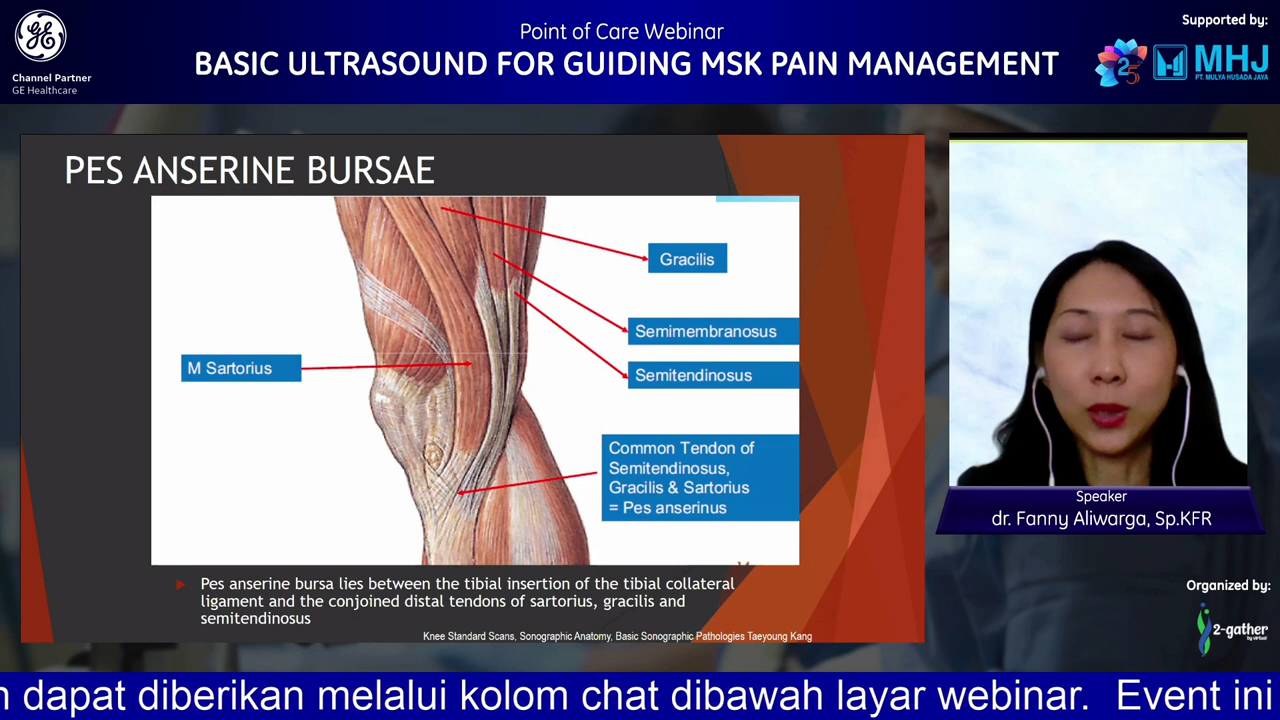 Point of Care Webinar
BASIC ULTRASOUND FOR GUIDING MSK PAIN MANAGEMENT
GE
Channel Partner
GE Healthcare
Supported by:
25
MHJ
PT. MULYA HUSADA JAYA
PES ANSERINE BURSAE
Gracilis
Semimembranosus
M Sartorius
Semitendinosus
Common Tendon of
Semitendinosus,
Gracilis & Sartorius
= Pes anserinus
Pes anserine bursa lies between the tibial insertion of the tibial collateral
ligament and the conjoined distal tendons of sartorius, gracilis and
semitendinosus
Knee Standard Scans, Sonographic Anatomy, Basic Sonographic Pathologies Taeyoung Kang
Speaker
dr. Fanny Aliwarga, Sp.KFR
Organized by:
2-gather
by virtual
dapat diberikan melalui kolom chat dibawah layar webinar. Event ini